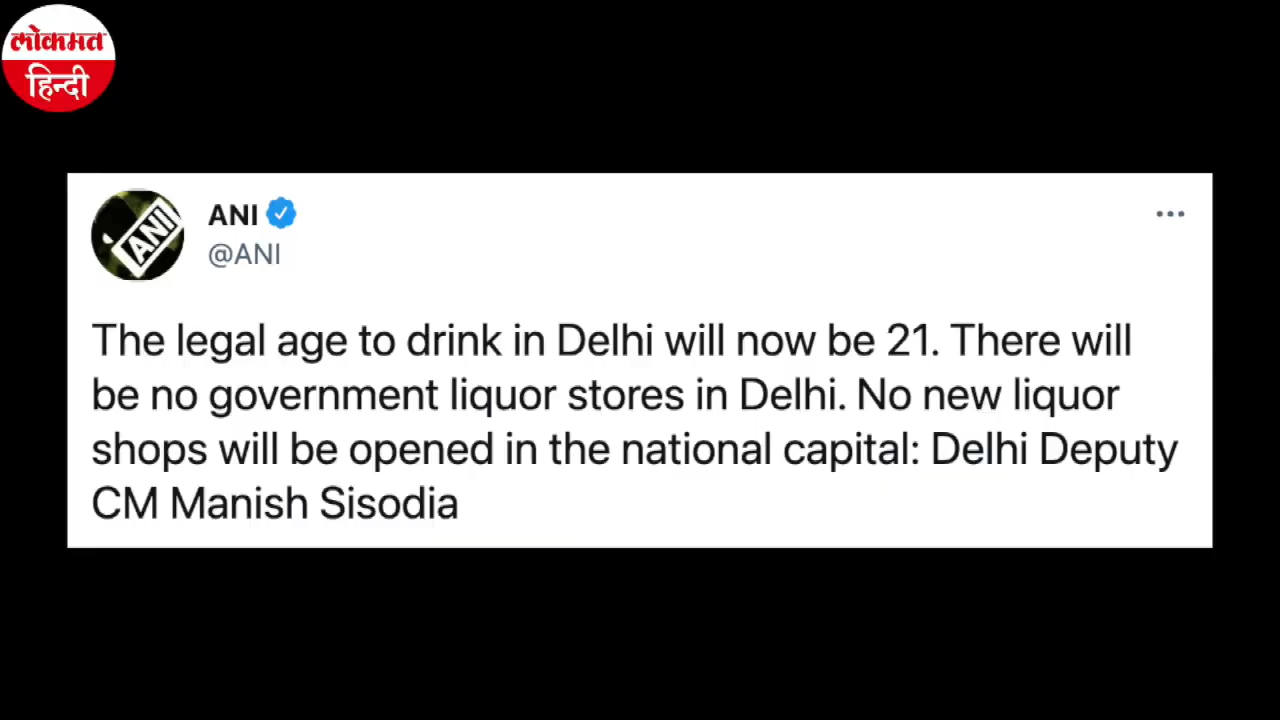 लोकमत
हिन्दी
ANI
@ANI
The legal age to drink in Delhi will now be 21. There will
be no government liquor stores in Delhi. No new liquor
shops will be opened in the national capital: Delhi Deputy
CM Manish Sisodia
ANI